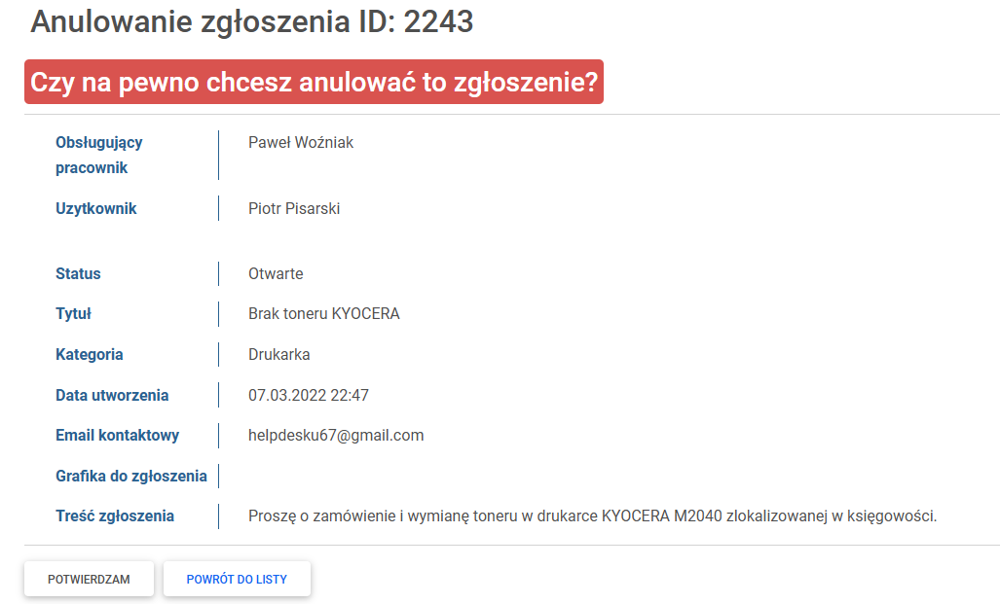 Anulowanie zgłoszenia ID: 2243
Czy na pewno chcesz anulować to zgłoszenie?
Obsługujący pracownik
Paweł Woźniak
Uzytkownik
Piotr Pisarski
Status
Otwarte
Tytuł
Brak toneru KYOCERA
Kategoria
Drukarka
Data utworzenia
07.03.2022 22:47
Email kontaktowy
helpdesku67@gmail.com
Grafika do zgłoszenia
Treść zgłoszenia
Proszę o zamówienie i wymianę toneru w drukarce KYOCERA M2040 zlokalizowanej w księgowości.
POTWIERDZAM
POWRÓT DO LISTY